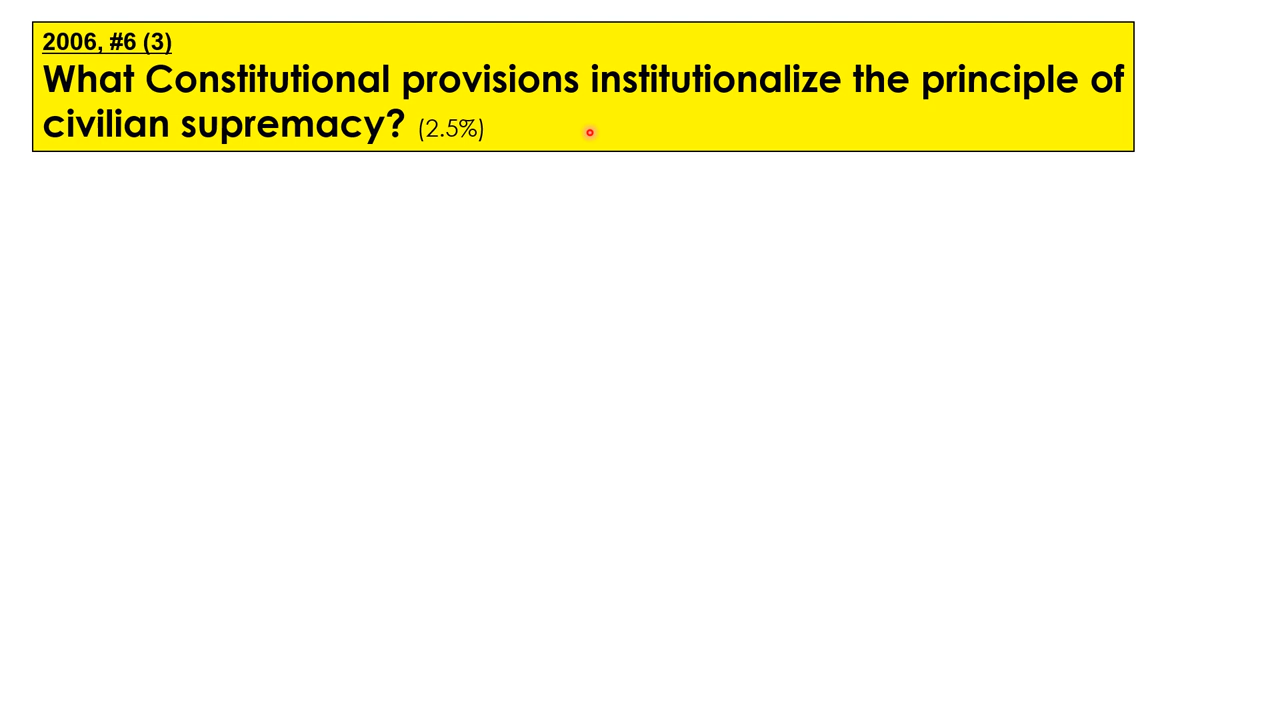 2006, #6 (3)
What Constitutional provisions institutionalize the principle of
civilian supremacy? (2.5%)